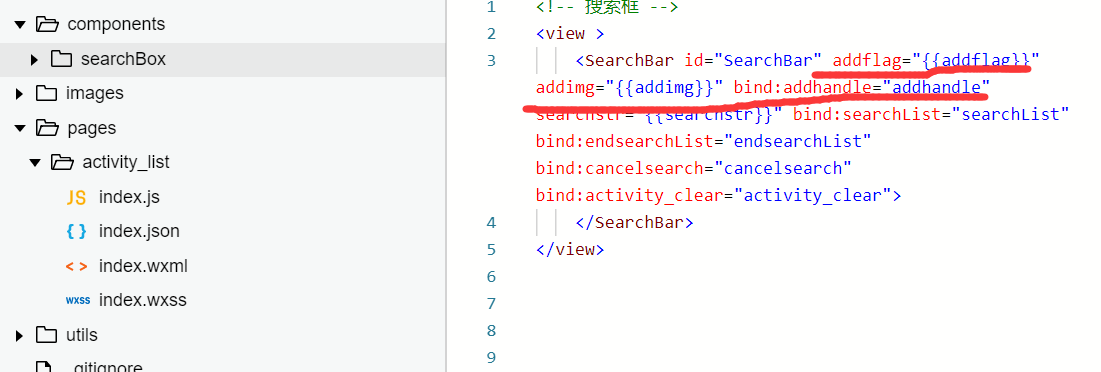 components
searchBox
images
pages
activity_list
JS index.js
{ } index.json
< > index.wxml
wxss index.wxss
utils
.gitignore
1 <!-- 搜索框 -->
2 <view >
3 <SearchBar id="SearchBar" addflag="{{addflag}}"
addimg="{{addimg}}" bind:addhandle="addhandle"
searchstr="{{searchstr}}" bind:searchList="searchList"
bind:endsearchList="endsearchList"
bind:cancelsearch="cancelsearch"
bind:activity_clear="activity_clear">
4 </SearchBar>
5 </view>
6
7
8
9